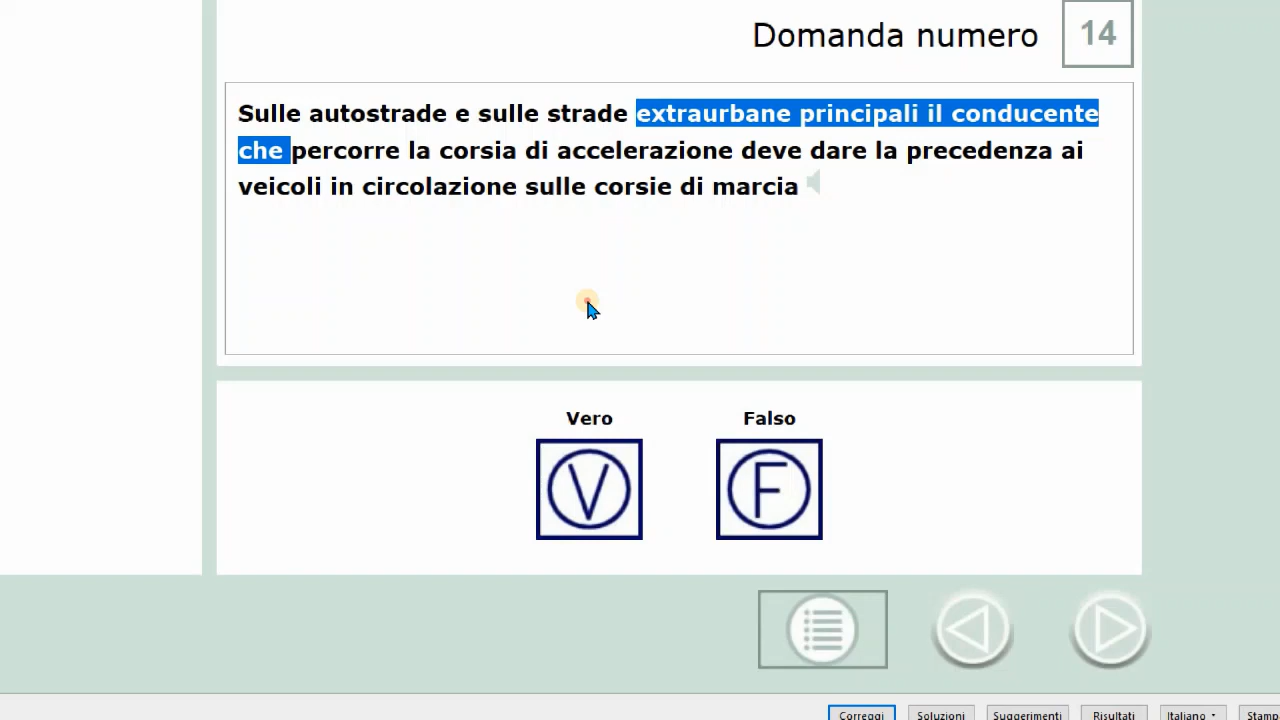 Domanda numero 14
Sulle autostrade e sulle strade extraurbane principali il conducente
che percorre la corsia di accelerazione deve dare la precedenza ai
veicoli in circolazione sulle corsie di marcia
Vero Falso
V F
Correggi Soluzioni Suggerimenti Risultati Italiano Stamp